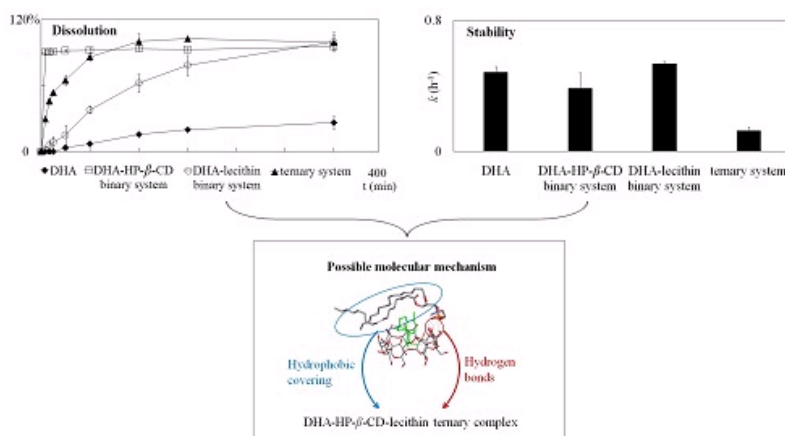 120%
Dissolution
0
400
t (min)
DHA
DHA-HP-β-CD
binary system
DHA-lecithin
binary system
ternary system
0.8
Stability
k (h⁻¹)
0
DHA
DHA-HP-β-CD
binary system
DHA-lecithin
binary system
ternary system
Possible molecular mechanism
Hydrophobic
covering
Hydrogen
bonds
DHA-HP-β-CD-lecithin ternary complex